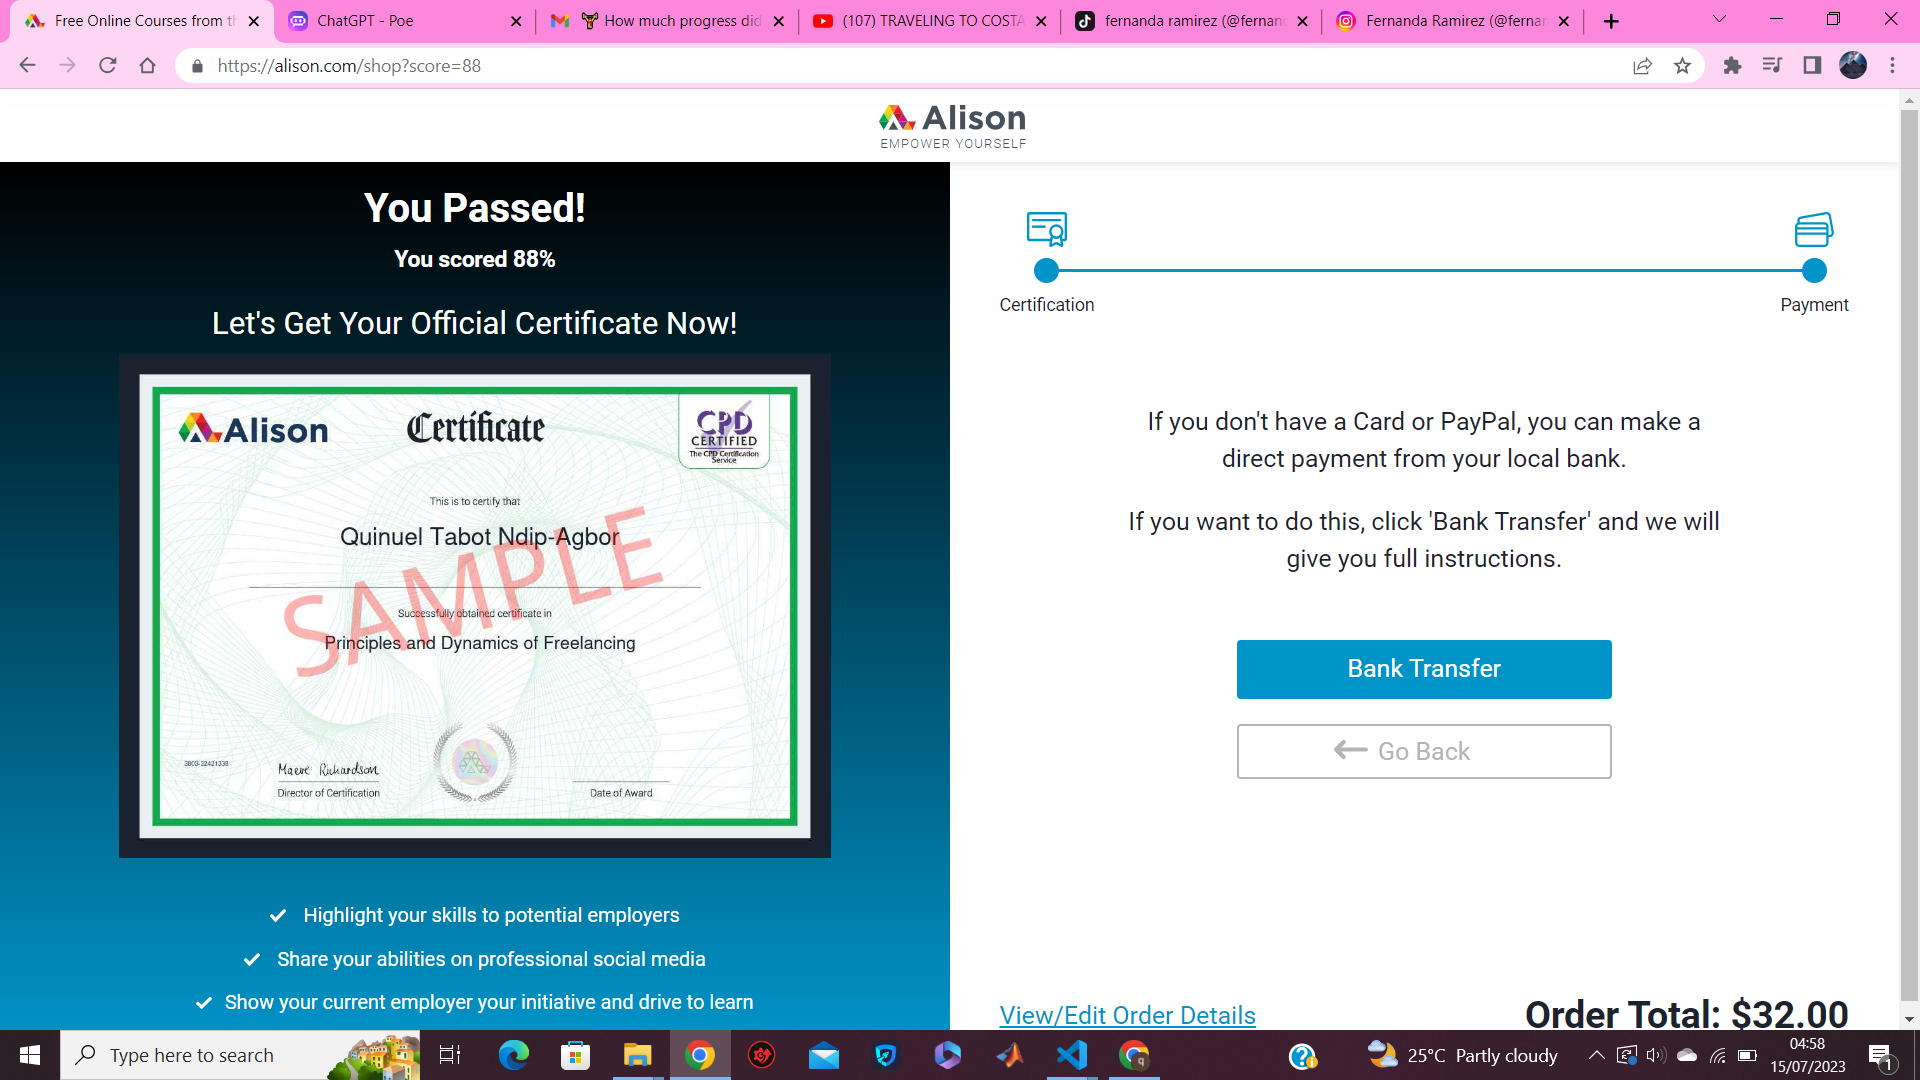 Free Online Courses from th
ChatGPT - Poe
How much progress did
(107) TRAVELING TO COSTA
fernanda ramirez (@fernand
Fernanda Ramirez (@fernan
https://alison.com/shop?score=88
Alison
EMPOWER YOURSELF
You Passed!
You scored 88%
Let's Get Your Official Certificate Now!
Alison
Certificate
CPD
CERTIFIED
The CPD Certification
Service
This is to certify that
Quinuel Tabot Ndip-Agbor
SAMPLE
Successfully obtained certificate in
Principles and Dynamics of Freelancing
3803-32421338
Maeve Richardson
Director of Certification
Date of Award
Highlight your skills to potential employers
Share your abilities on professional social media
Show your current employer your initiative and drive to learn
Certification
Payment
If you don't have a Card or PayPal, you can make a
direct payment from your local bank.
If you want to do this, click 'Bank Transfer' and we will
give you full instructions.
Bank Transfer
Go Back
View/Edit Order Details
Order Total: $32.00
Type here to search
25°C Partly cloudy
04:58
15/07/2023
1